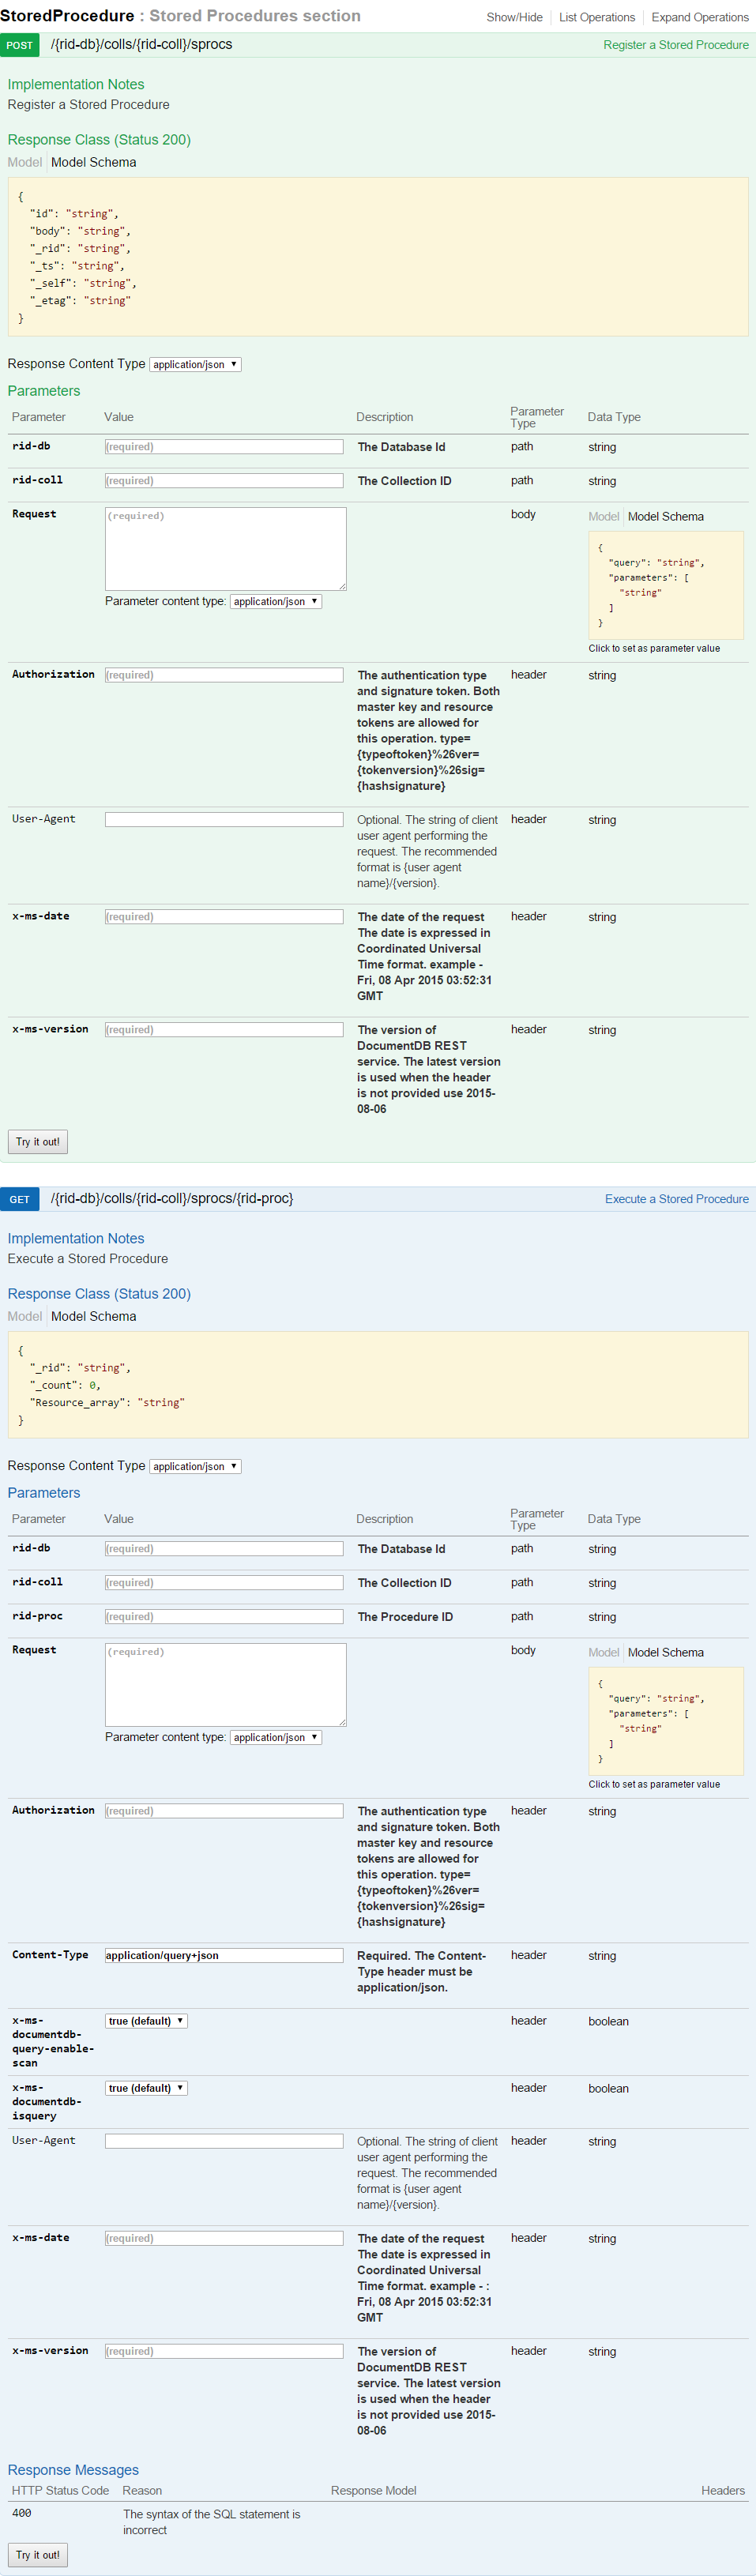 StoredProcedure : Stored Procedures section
Show/Hide
List Operations
Expand Operations
POST
/{rid-db}/colls/{rid-coll}/sprocs
Register a Stored Procedure
Implementation Notes
Register a Stored Procedure
Response Class (Status 200)
Model
Model Schema
{
"id": "string",
"body": "string",
"_rid": "string",
"_ts": "string",
"_self": "string",
"_etag": "string"
}
Response Content Type application/json
Parameters
Parameter
Value
Description
Parameter
Type
Data Type
rid-db
(required)
The Database Id
path
string
rid-coll
(required)
The Collection ID
path
string
Request
(required)
Parameter content type: application/json
body
Model
Model Schema
{
"query": "string",
"parameters": [
"string"
]
}
Click to set as parameter value
Authorization
(required)
The authentication type
and signature token. Both
master key and resource
tokens are allowed for
this operation. type=
{typeoftoken}%26ver=
{tokenversion}%26sig=
{hashsignature}
header
string
User-Agent
Optional. The string of client
user agent performing the
request. The recommended
format is {user agent
name}/{version}.
header
string
x-ms-date
(required)
The date of the request
The date is expressed in
Coordinated Universal
Time format. example -
Fri, 08 Apr 2015 03:52:31
GMT
header
string
x-ms-version
(required)
The version of
DocumentDB REST
service. The latest version
is used when the header
is not provided use 2015-
08-06
header
string
Try it out!
GET
/{rid-db}/colls/{rid-coll}/sprocs/{rid-proc}
Execute a Stored Procedure
Implementation Notes
Execute a Stored Procedure
Response Class (Status 200)
Model
Model Schema
{
"_rid": "string",
"_count": 0,
"Resource_array": "string"
}
Response Content Type application/json
Parameters
Parameter
Value
Description
Parameter
Type
Data Type
rid-db
(required)
The Database Id
path
string
rid-coll
(required)
The Collection ID
path
string
rid-proc
(required)
The Procedure ID
path
string
Request
(required)
Parameter content type: application/json
body
Model
Model Schema
{
"query": "string",
"parameters": [
"string"
]
}
Click to set as parameter value
Authorization
(required)
The authentication type
and signature token. Both
master key and resource
tokens are allowed for
this operation. type=
{typeoftoken}%26ver=
{tokenversion}%26sig=
{hashsignature}
header
string
Content-Type
application/query+json
Required. The Content-
Type header must be
application/json.
header
string
x-ms-
documentdb-
query-enable-
scan
true (default)
header
boolean
x-ms-
documentdb-
isquery
true (default)
header
boolean
User-Agent
Optional. The string of client
user agent performing the
request. The recommended
format is {user agent
name}/{version}.
header
string
x-ms-date
(required)
The date of the request
The date is expressed in
Coordinated Universal
Time format. example - :
Fri, 08 Apr 2015 03:52:31
GMT
header
string
x-ms-version
(required)
The version of
DocumentDB REST
service. The latest version
is used when the header
is not provided use 2015-
08-06
header
string
Response Messages
HTTP Status Code
Reason
Response Model
Headers
400
The syntax of the SQL statement is
incorrect
Try it out!